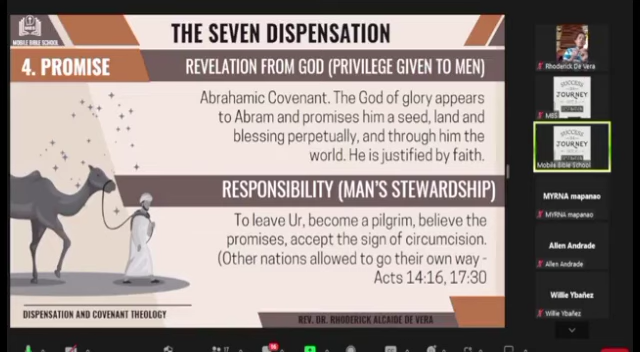 THE SEVEN DISPENSATION
MOBILE BIBLE SCHOOL
4. PROMISE
REVELATION FROM GOD (PRIVILEGE GIVEN TO MEN)
Abrahamic Covenant. The God of glory appears
to Abram and promises him a seed, land and
blessing perpetually, and through him the
world. He is justified by faith.
RESPONSIBILITY (MAN'S STEWARDSHIP)
To leave Ur, become a pilgrim, believe the
promises, accept the sign of circumcision.
(Other nations allowed to go their own way -
Acts 14:16, 17:30
DISPENSATION AND COVENANT THEOLOGY
REV. DR. RHODERICK ALCAIDE DE VERA
Rhoderick De Vera
SUCCESS
JOURNEY
SUCCESS
JOURNEY
Mobile Bible School
MYRNA mapanao
MYRNA mapanao
Allen Andrade
Allen Andrade
Willie Ybañez
Willie Ybañez